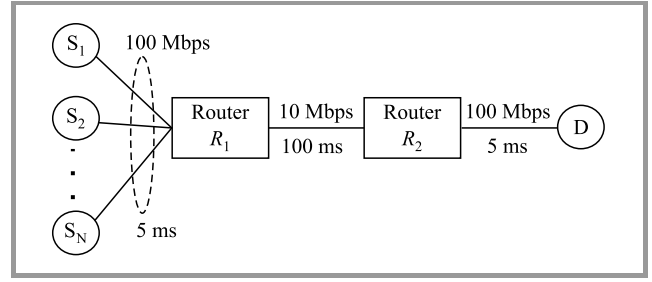 S1
100 Mbps
S2
Router
R1
10 Mbps
100 ms
Router
R2
100 Mbps
5 ms
D
SN
5 ms